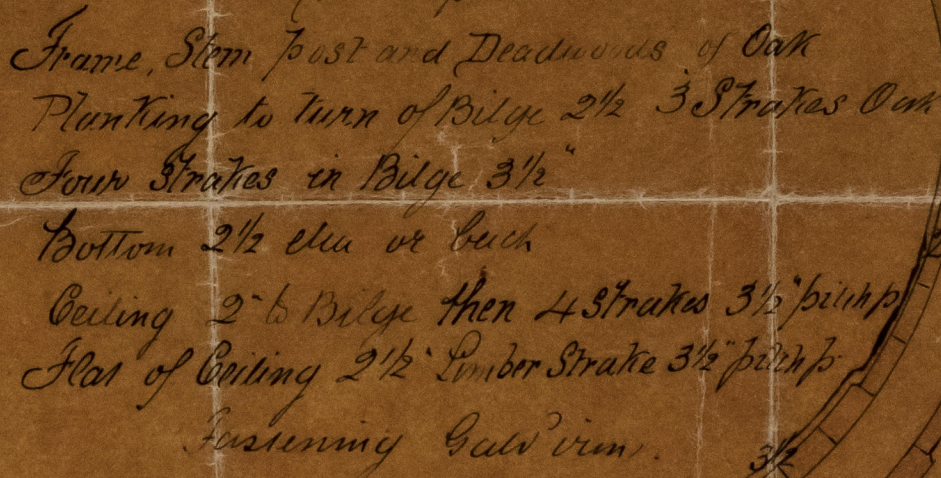 Frame, Stem post and Deadwoods of Oak
Planking to turn of Bilge 2½ 3 Strakes Oak
Four strakes in Bilge 3½"
Bottom 2½ elm or bech
Ceiling 2" to Bilge then 4 strakes 3½" pitch p
Flat of Ceiling 2½" Limber Strake 3½" pitch p
Fastening Galvd iron.
3½